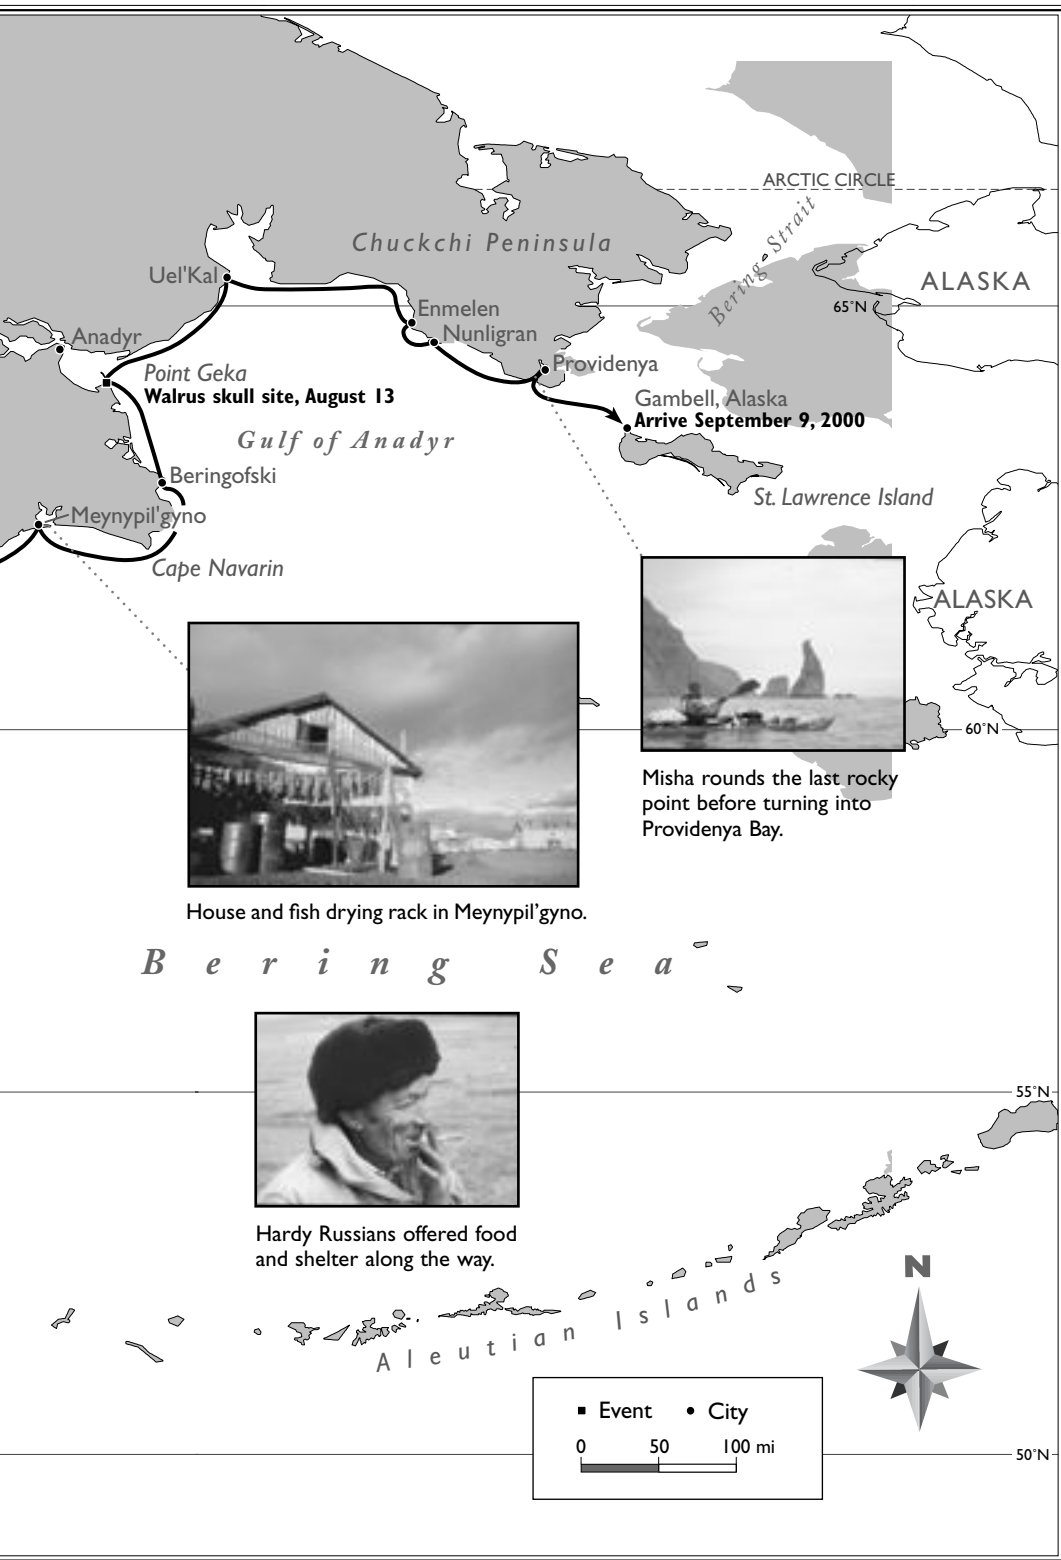 ARCTIC CIRCLE
Bering Strait
Chuckchi Peninsula
Uel'Kal
ALASKA
65°N
Enmelen
Nunligran
Anadyr
Providenya
Point Geka
Walrus skull site, August 13
Gambell, Alaska
Arrive September 9, 2000
Gulf of Anadyr
Beringofski
St. Lawrence Island
Meynypil'gyno
Cape Navarin
ALASKA
60°N
Misha rounds the last rocky
point before turning into
Providenya Bay.
House and fish drying rack in Meynypil’gyno.
Bering Sea
55°N
Hardy Russians offered food
and shelter along the way.
N
Aleutian Islands
Event City
0 50 100 mi
50°N